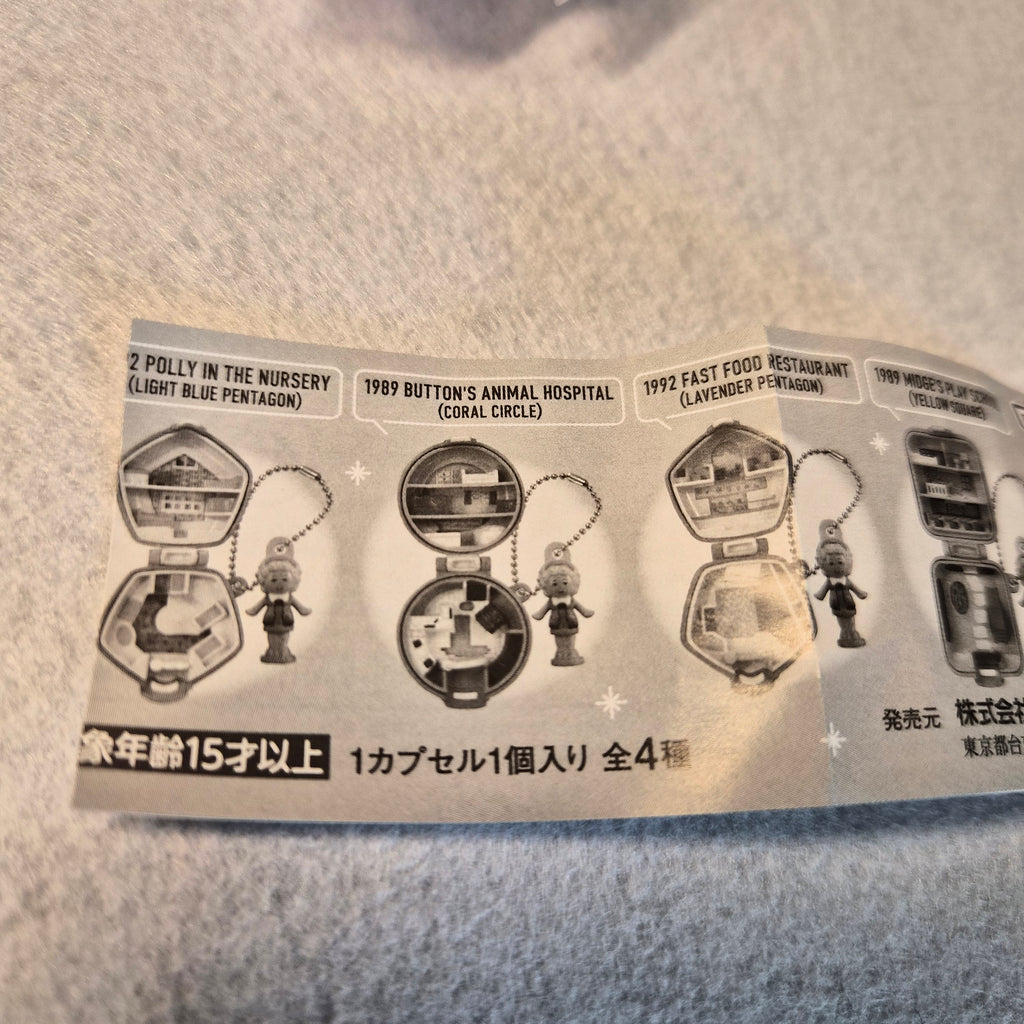 2 POLLY IN THE NURSERY
(LIGHT BLUE PENTAGON)
1989 BUTTON'S ANIMAL HOSPITAL
(CORAL CIRCLE)
1992 FAST FOOD RESTAURANT
(LAVENDER PENTAGON)
1989 MIDGE'S PLAY
(YELLOW SQUARE)
象年齢15才以上
1カプセル1個入り 全4種
発売元 株式会社
東京都台